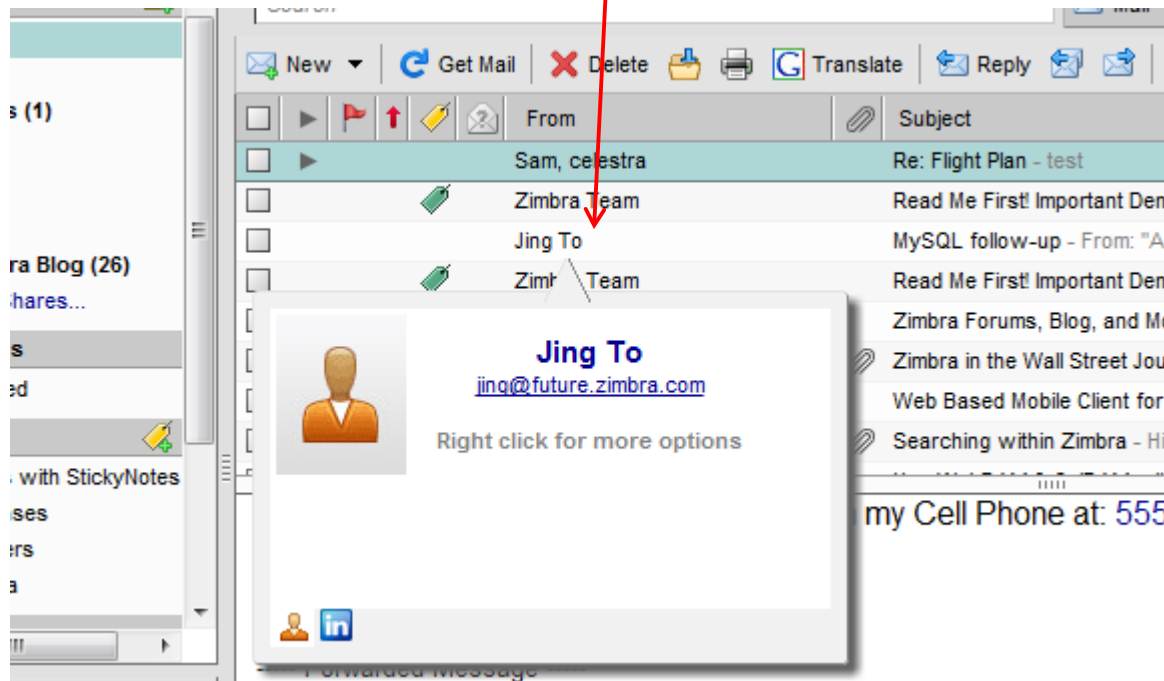 Search Mail
New Get Mail Delete Translate Reply
s (1)
From Subject
Sam, celestra Re: Flight Plan - test
Zimbra Team Read Me First! Important Den
Jing To MySQL follow-up - From: "A
ra Blog (26)
Zimb Team Read Me First! Important Den
hares...
Zimbra Forums, Blog, and Mo
s
Jing To
Zimbra in the Wall Street Jou
jing@future.zimbra.com
ed
Web Based Mobile Client for
Right click for more options
Searching within Zimbra - Hi
with StickyNotes
ses
my Cell Phone at: 555
ers
a
in
Forwarded Message